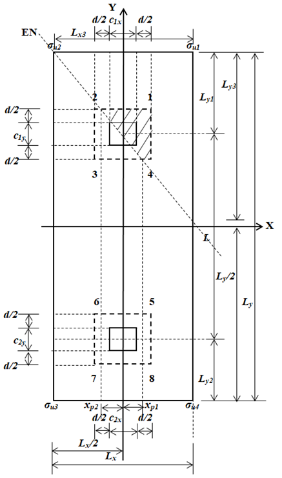 Y
d/2 c1x d/2
Lx3
EN
σu2
σu1
Ly1
Ly3
d/2
2
1
c1y
d/2
3
4
X
L
Ly/2
Ly
d/2
6
5
c2y
d/2
7
8
Ly2
σu3
xp2
xp1
σu4
d/2 c2x d/2
Lx/2
Lx